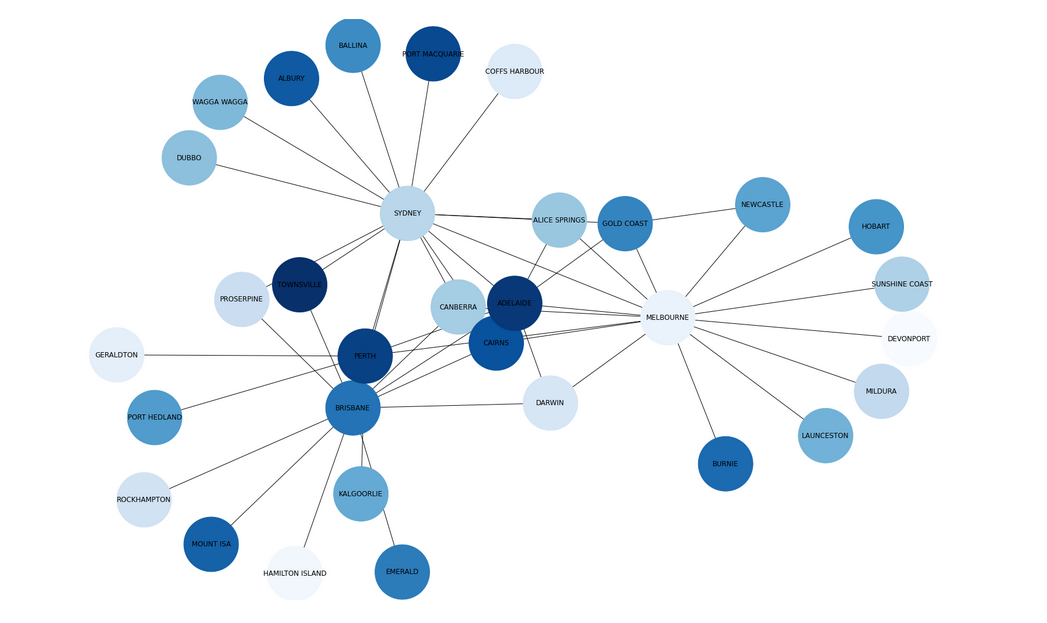 BALLINA
PORT MACQUARIE
COFFS HARBOUR
ALBURY
WAGGA WAGGA
DUBBO
SYDNEY
ALICE SPRINGS
GOLD COAST
NEWCASTLE
HOBART
TOWNSVILLE
SUNSHINE COAST
PROSERPINE
CANBERRA
ADELAIDE
MELBOURNE
DEVONPORT
CAIRNS
GERALDTON
PERTH
MILDURA
DARWIN
BRISBANE
PORT HEDLAND
LAUNCESTON
BURNIE
KALGOORLIE
ROCKHAMPTON
MOUNT ISA
HAMILTON ISLAND
EMERALD